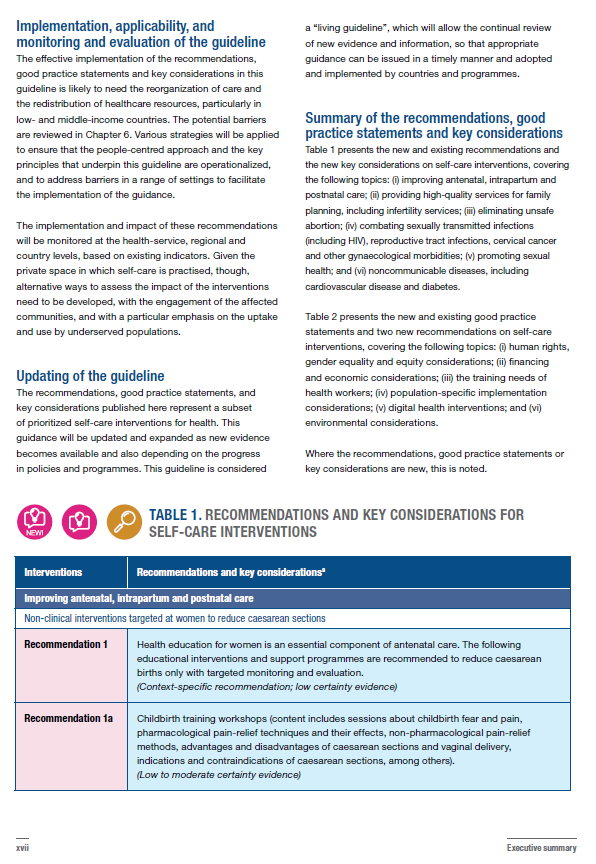 Implementation, applicability, and
monitoring and evaluation of the guideline
The effective implementation of the recommendations,
good practice statements and key considerations in this
guideline is likely to need the reorganization of care and
the redistribution of healthcare resources, particularly in
low- and middle-income countries. The potential barriers
are reviewed in Chapter 6. Various strategies will be applied
to ensure that the people-centred approach and the key
principles that underpin this guideline are operationalized,
and to address barriers in a range of settings to facilitate
the implementation of the guidance.
The implementation and impact of these recommendations
will be monitored at the health-service, regional and
country levels, based on existing indicators. Given the
private space in which self-care is practised, though,
alternative ways to assess the impact of the interventions
need to be developed, with the engagement of the affected
communities, and with a particular emphasis on the uptake
and use by underserved populations.
Updating of the guideline
The recommendations, good practice statements, and
key considerations published here represent a subset
of prioritized self-care interventions for health. This
guidance will be updated and expanded as new evidence
becomes available and also depending on the progress
in policies and programmes. This guideline is considered
a “living guideline”, which will allow the continual review
of new evidence and information, so that appropriate
guidance can be issued in a timely manner and adopted
and implemented by countries and programmes.
Summary of the recommendations, good
practice statements and key considerations
Table 1 presents the new and existing recommendations and
the new key considerations on self-care interventions, covering
the following topics: (i) improving antenatal, intrapartum and
postnatal care; (ii) providing high-quality services for family
planning, including infertility services; (iii) eliminating unsafe
abortion; (iv) combating sexually transmitted infections
(including HIV), reproductive tract infections, cervical cancer
and other gynaecological morbidities; (v) promoting sexual
health; and (vi) noncommunicable diseases, including
cardiovascular disease and diabetes.
Table 2 presents the new and existing good practice
statements and two new recommendations on self-care
interventions, covering the following topics: (i) human rights,
gender equality and equity considerations; (ii) financing
and economic considerations; (iii) the training needs of
health workers; (iv) population-specific implementation
considerations; (v) digital health interventions; and (vi)
environmental considerations.
Where the recommendations, good practice statements or
key considerations are new, this is noted.
NEW!
TABLE 1. RECOMMENDATIONS AND KEY CONSIDERATIONS FOR
SELF-CARE INTERVENTIONS
Interventions
Recommendations and key considerationsᵃ
Improving antenatal, intrapartum and postnatal care
Non-clinical interventions targeted at women to reduce caesarean sections
Recommendation 1
Health education for women is an essential component of antenatal care. The following
educational interventions and support programmes are recommended to reduce caesarean
births only with targeted monitoring and evaluation.
(Context-specific recommendation; low certainty evidence)
Recommendation 1a
Childbirth training workshops (content includes sessions about childbirth fear and pain,
pharmacological pain-relief techniques and their effects, non-pharmacological pain-relief
methods, advantages and disadvantages of caesarean sections and vaginal delivery,
indications and contraindications of caesarean sections, among others).
(Low to moderate certainty evidence)
xvii
Executive summary